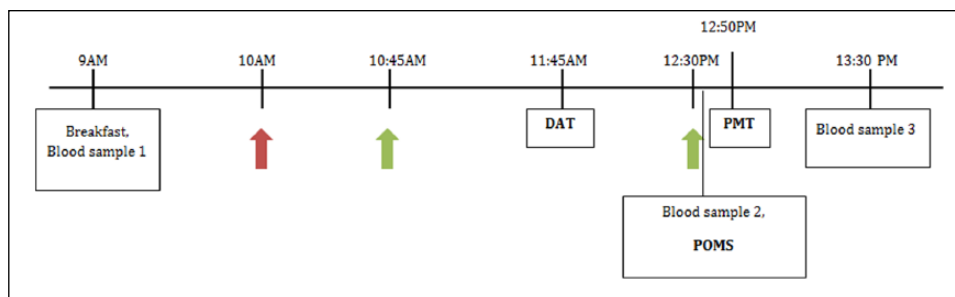 12:50PM
9AM
10AM
10:45AM
11:45AM
12:30PM
13:30 PM
Breakfast,
Blood sample 1
DAT
PMT
Blood sample 3
Blood sample 2,
POMS